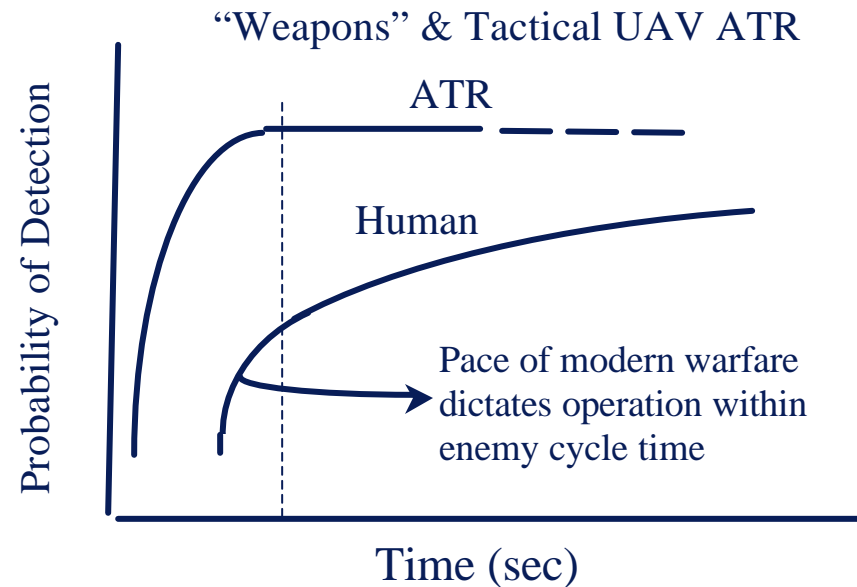 “Weapons” & Tactical UAV ATR
ATR
Human
Pace of modern warfare
dictates operation within
enemy cycle time
Probability of Detection
Time (sec)